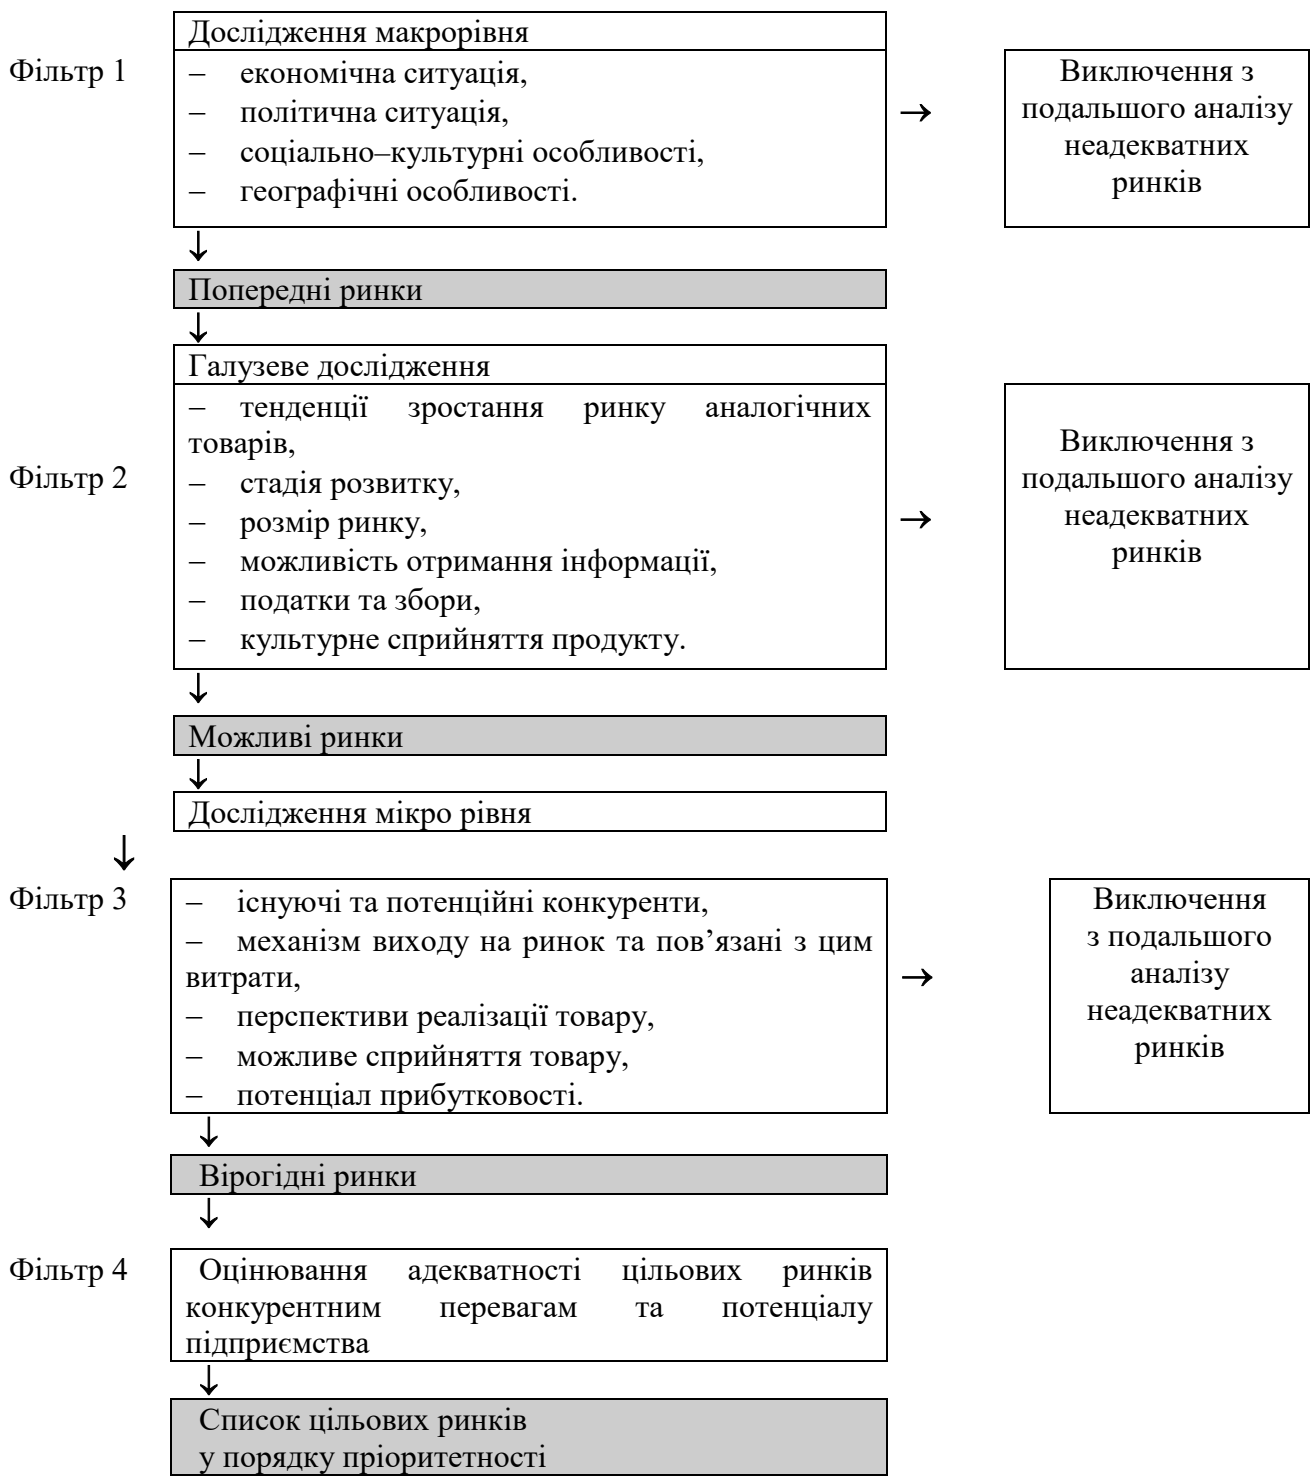 Дослідження макрорівня
Фільтр 1
– економічна ситуація,
– політична ситуація,
– соціально–культурні особливості,
– географічні особливості.
→
Виключення з
подальшого аналізу
неадекватних
ринків
↓
Попередні ринки
↓
Галузеве дослідження
Фільтр 2
– тенденції зростання ринку аналогічних
товарів,
– стадія розвитку,
– розмір ринку,
– можливість отримання інформації,
– податки та збори,
– культурне сприйняття продукту.
→
Виключення з
подальшого аналізу
неадекватних
ринків
↓
Можливі ринки
↓
Дослідження мікро рівня
↓
Фільтр 3
– існуючі та потенційні конкуренти,
– механізм виходу на ринок та пов’язані з цим
витрати,
– перспективи реалізації товару,
– можливе сприйняття товару,
– потенціал прибутковості.
→
Виключення
з подальшого
аналізу
неадекватних
ринків
↓
Вірогідні ринки
↓
Фільтр 4
Оцінювання адекватності цільових ринків
конкурентним перевагам та потенціалу
підприємства
↓
Список цільових ринків
у порядку пріоритетності